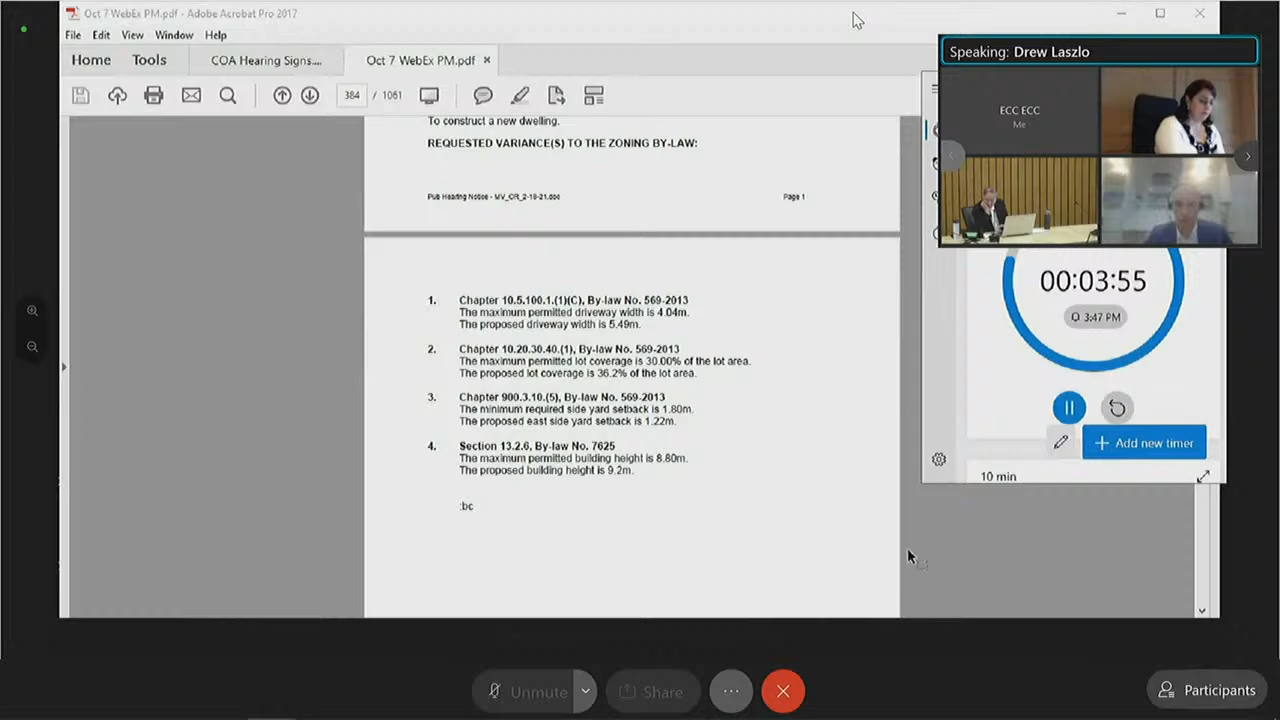 Oct 7 WebEx PM.pdf - Adobe Acrobat Pro 2017
File Edit View Window Help
Home Tools COA Hearing Signs.... Oct 7 WebEx PM.pdf ×
384 / 1061
To construct a new dwelling.
REQUESTED VARIANCE(S) TO THE ZONING BY-LAW:
Pub Hearing Notice - MV_CR_2-18-21.doc Page 1
1. Chapter 10.5.100.1.(1)(C), By-law No. 569-2013
The maximum permitted driveway width is 4.04m.
The proposed driveway width is 5.49m.
2. Chapter 10.20.30.40.(1), By-law No. 569-2013
The maximum permitted lot coverage is 30.00% of the lot area.
The proposed lot coverage is 36.2% of the lot area.
3. Chapter 900.3.10.(5), By-law No. 569-2013
The minimum required side yard setback is 1.80m.
The proposed east side yard setback is 1.22m.
4. Section 13.2.6, By-law No. 7625
The maximum permitted building height is 8.80m.
The proposed building height is 9.2m.
:bc
Speaking: Drew Laszlo
ECC ECC
Me
00:03:55
3:47 PM
Add new timer
10 min
Unmute
Share
Participants